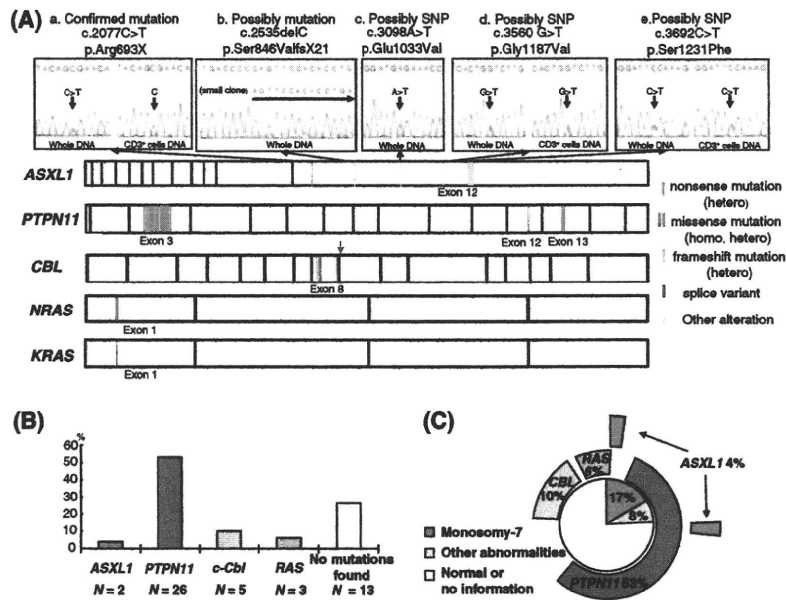 (A)
a. Confirmed mutation
c.2077C>T
p.Arg693X
b. Possibly mutation
c.2535delC
p.Ser846ValfsX21
c. Possibly SNP
c.3098A>T
p.Glu1033Val
d. Possibly SNP
c.3560 G>T
p.Gly1187Val
e.Possibly SNP
c.3692C>T
p.Ser1231Phe
C>T
C
(small clone)
A>T
G>T
G>T
C>T
C>T
Whole DNA
CD3⁺ cells DNA
Whole DNA
Whole DNA
Whole DNA
CD3⁺ cells DNA
Whole DNA
CD3⁺ cells DNA
ASXL1
Exon 12
PTPN11
Exon 3
Exon 12
Exon 13
CBL
Exon 8
NRAS
Exon 1
KRAS
Exon 1
nonsense mutation
(hetero)
missense mutation
(homo, hetero)
frameshift mutation
(hetero)
splice variant
Other alteration
(B)
%
60
50
40
30
20
10
0
ASXL1
N = 2
PTPN11
N = 26
c-Cbl
N = 5
RAS
N = 3
No mutations
found
N = 13
(C)
RAS
6%
CBL
10%
17%
8%
PTPN11 53%
ASXL1 4%
Monosomy-7
Other abnormalities
Normal or
no information